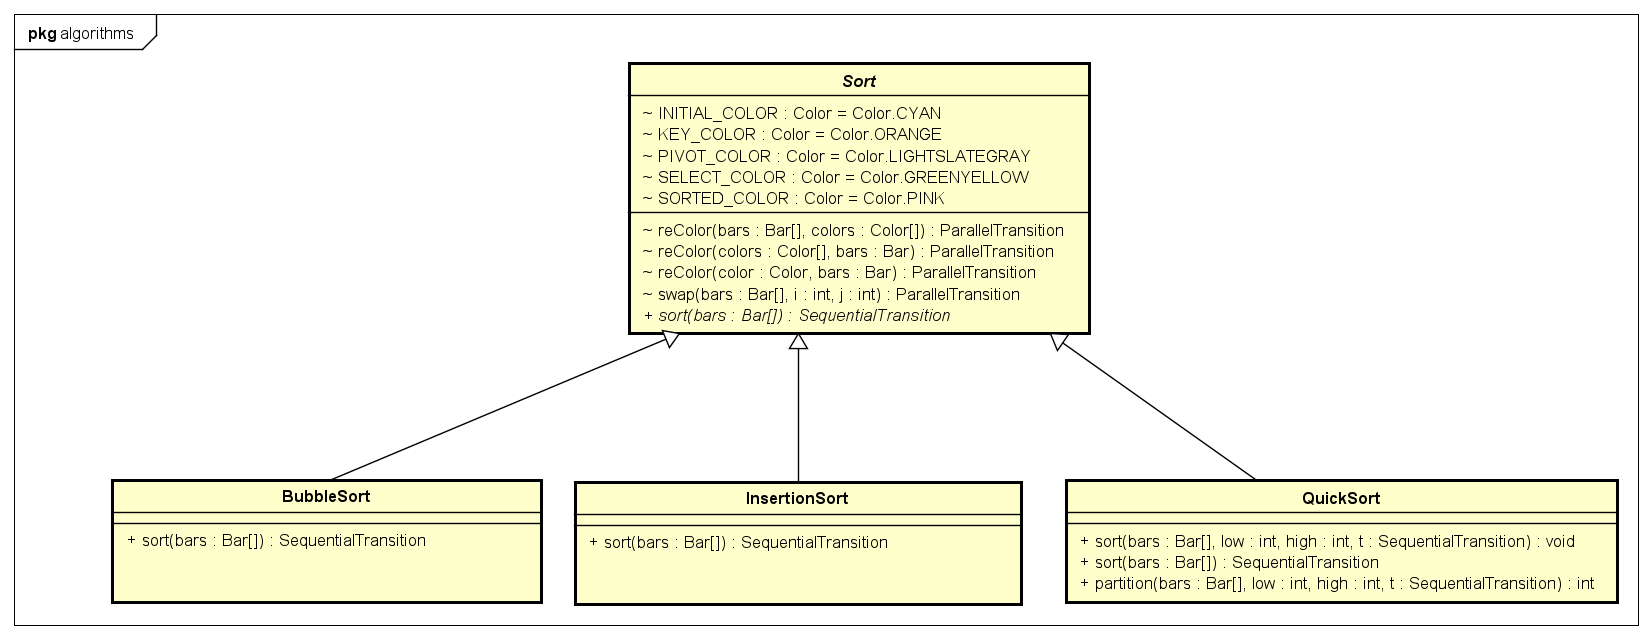 pkg algorithms
Sort
~ INITIAL_COLOR : Color = Color.CYAN
~ KEY_COLOR : Color = Color.ORANGE
~ PIVOT_COLOR : Color = Color.LIGHTSLATEGRAY
~ SELECT_COLOR : Color = Color.GREENYELLOW
~ SORTED_COLOR : Color = Color.PINK
~ reColor(bars : Bar[], colors : Color[]) : ParallelTransition
~ reColor(colors : Color[], bars : Bar) : ParallelTransition
~ reColor(color : Color, bars : Bar) : ParallelTransition
~ swap(bars : Bar[], i : int, j : int) : ParallelTransition
+ sort(bars : Bar[]) : SequentialTransition
BubbleSort
+ sort(bars : Bar[]) : SequentialTransition
InsertionSort
+ sort(bars : Bar[]) : SequentialTransition
QuickSort
+ sort(bars : Bar[], low : int, high : int, t : SequentialTransition) : void
+ sort(bars : Bar[]) : SequentialTransition
+ partition(bars : Bar[], low : int, high : int, t : SequentialTransition) : int